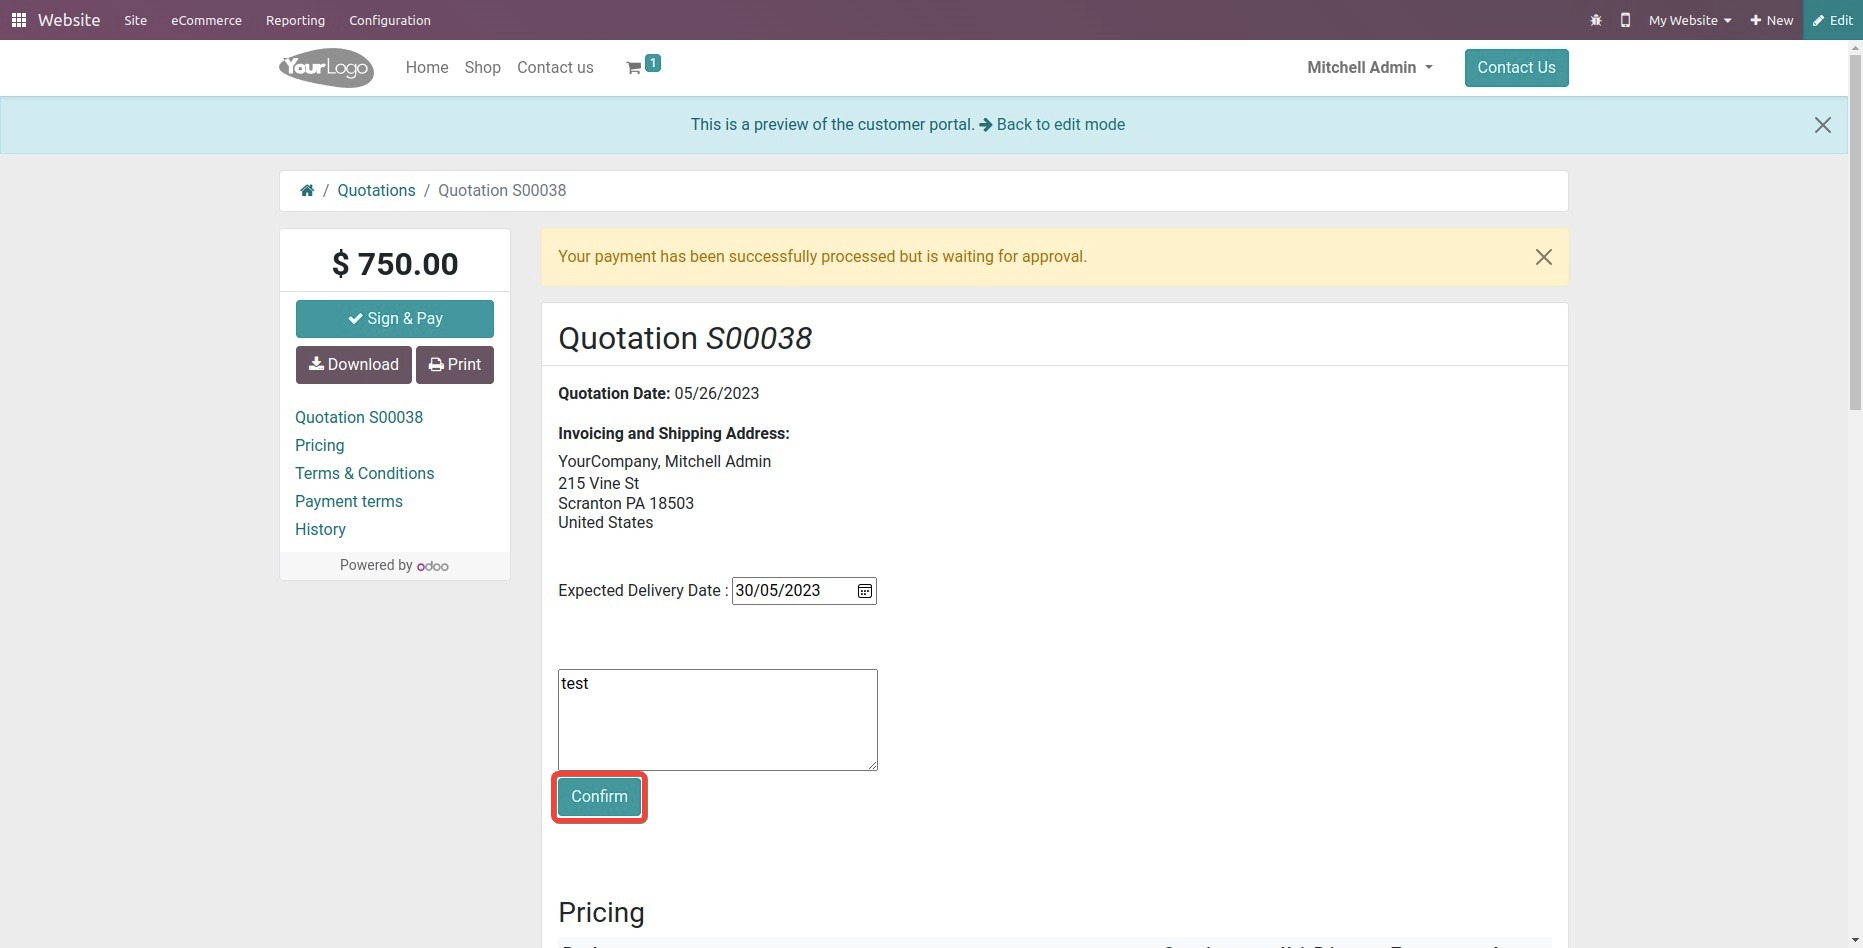 Website Site eCommerce Reporting Configuration My Website New Edit
YourLogo Home Shop Contact us 1 Mitchell Admin Contact Us
This is a preview of the customer portal. Back to edit mode
/ Quotations / Quotation S00038
$ 750.00
Sign & Pay
Download Print
Quotation S00038
Pricing
Terms & Conditions
Payment terms
History
Powered by odoo
Your payment has been successfully processed but is waiting for approval.
Quotation S00038
Quotation Date: 05/26/2023
Invoicing and Shipping Address:
YourCompany, Mitchell Admin
215 Vine St
Scranton PA 18503
United States
Expected Delivery Date : 30/05/2023
test
Confirm
Pricing